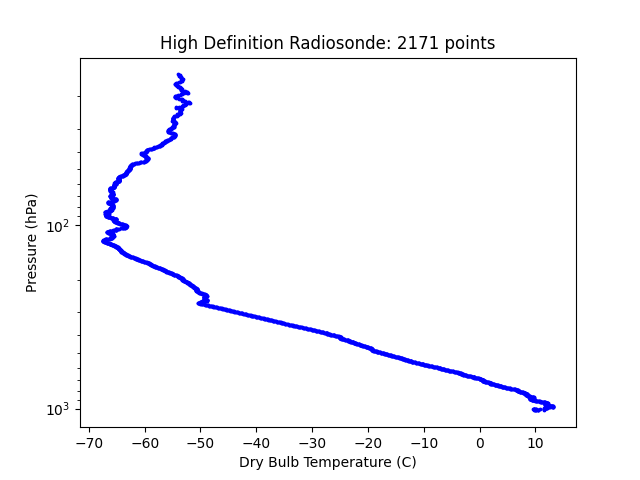 High Definition Radiosonde: 2171 points
Pressure (hPa)
10²
10³
−70 −60 −50 −40 −30 −20 −10 0 10
Dry Bulb Temperature (C)